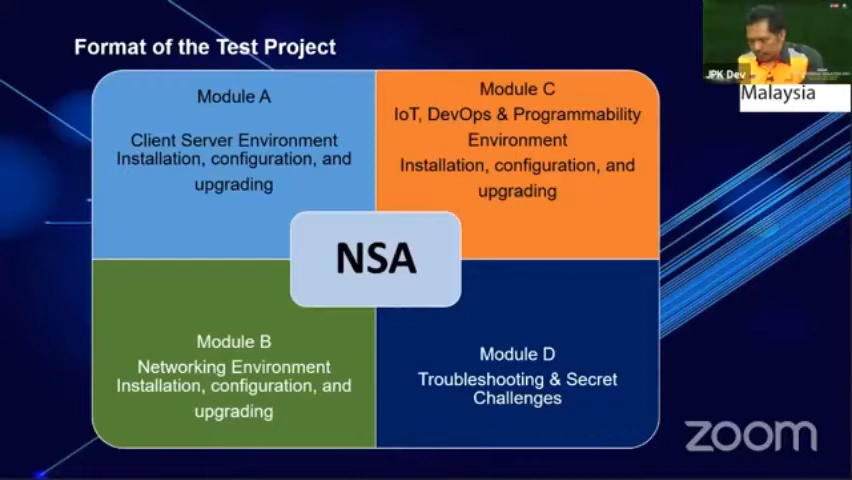 Format of the Test Project
JPK Dev
Malaysia
Module A
Client Server Environment
Installation, configuration, and
upgrading
Module C
IoT, DevOps & Programmability
Environment
Installation, configuration, and
upgrading
NSA
Module B
Networking Environment
Installation, configuration, and
upgrading
Module D
Troubleshooting & Secret
Challenges
zoom